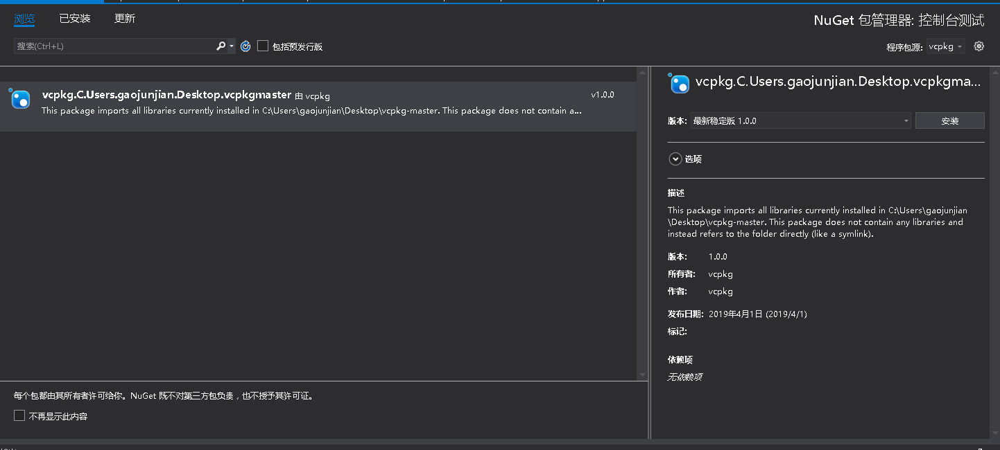 浏览 已安装 更新
NuGet 包管理器: 控制台测试
搜索(Ctrl+L)
包括预发行版
程序包源: vcpkg
vcpkg.C.Users.gaojunjian.Desktop.vcpkgmaster 由 vcpkg
v1.0.0
This package imports all libraries currently installed in C:\Users\gaojunjian\Desktop\vcpkg-master. This package does not contain a...
每个包都由其所有者许可给你。NuGet 既不对第三方包负责，也不授予其许可证。
不再显示此内容
vcpkg.C.Users.gaojunjian.Desktop.vcpkgma...
版本: 最新稳定版 1.0.0
安装
选项
描述
This package imports all libraries currently installed in C:\Users\gaojunjian
\Desktop\vcpkg-master. This package does not contain any libraries and
instead refers to the folder directly (like a symlink).
版本: 1.0.0
所有者: vcpkg
作者: vcpkg
发布日期: 2019年4月1日 (2019/4/1)
标记:
依赖项
无依赖项